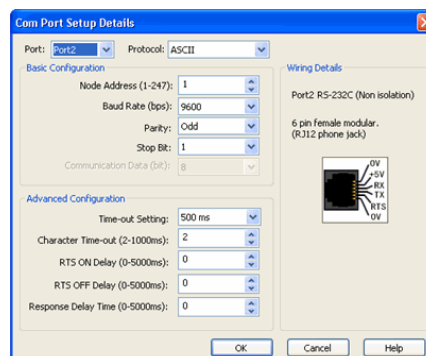 Com Port Setup Details
Port: Port2 Protocol: ASCII
Basic Configuration
Node Address (1-247): 1
Baud Rate (bps): 9600
Parity: Odd
Stop Bit: 1
Communication Data (bit): 8
Advanced Configuration
Time-out Setting: 500 ms
Character Time-out (2-1000ms): 2
RTS ON Delay (0-5000ms): 0
RTS OFF Delay (0-5000ms): 0
Response Delay Time (0-5000ms): 0
Wiring Details
Port2 RS-232C (Non isolation)
6 pin female modular.
(RJ12 phone jack)
0V
+5V
RX
TX
RTS
0V
OK Cancel Help